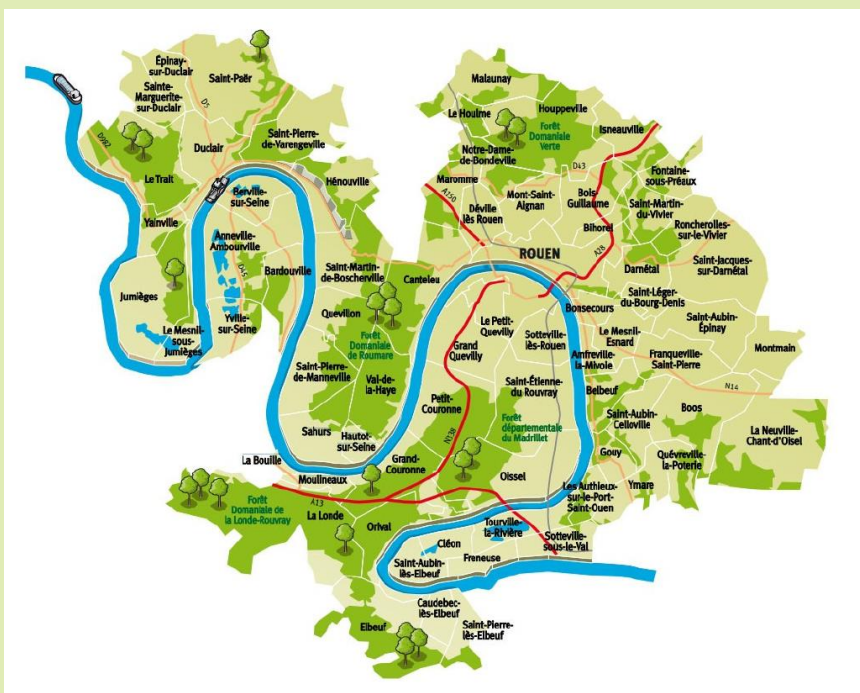 Épinay-
sur-Duclair
Saint-Paër
Sainte-
Marguerite-
sur-Duclair
D5
D982
Duclair
Saint-Pierre-
de-Varengeville
Le Trait
Hénouville
Berville-
sur-Seine
Yainville
Anneville-
Ambourville
D45
Bardouville
Jumièges
Yville-
sur-Seine
Le Mesnil-
sous-
Jumièges
Malaunay
Le Houlme
Houppeville
Isneauville
Forêt
Domaniale
Verte
Notre-Dame-
de-Bondeville
D43
Maromme
A150
Mont-Saint-
Aignan
Bois-
Guillaume
Fontaine-
sous-Préaux
Saint-Martin-
du-Vivier
Déville
lès Rouen
Bihorel
Roncherolles-
sur-le-Vivier
ROUEN
A28
Darnétal
Saint-Jacques-
sur-Darnétal
Saint-Martin-
de-Boscherville
Canteleu
Saint-Léger-
du-Bourg-Denis
Bonsecours
Quevillon
Forêt
Domaniale
de Roumare
Le Petit-
Quevilly
Sotteville-
lès-Rouen
Le Mesnil-
Esnard
Saint-Aubin-
Epinay
Grand
Quevilly
Amfreville-
la-Mivoie
Franqueville-
Saint-Pierre
Montmain
Saint-Pierre-
de-Manneville
Val-de-
la-Haye
Saint-Étienne-
du Rouvray
Belbeuf
N14
Petit-
Couronne
N138
Forêt
départementale
du Madrillet
Saint-Aubin-
Celloville
Boos
La Neuville-
Chant-d'Oisel
Sahurs
Hautot-
sur-Seine
Grand-
Couronne
Gouy
Quévreville-
la-Poterie
La Bouille
Moulineaux
Oissel
Ymare
Les Authieux-
sur-le-Port-
Saint-Ouen
Forêt
Domaniale de
la Londe-Rouvray
A13
La Londe
Orival
Tourville-
la-Rivière
Sotteville-
sous-le-Val
Cléon
Freneuse
Saint-Aubin-
lès-Elbeuf
Caudebec-
lès-Elbeuf
Elbeuf
Saint-Pierre-
lès-Elbeuf